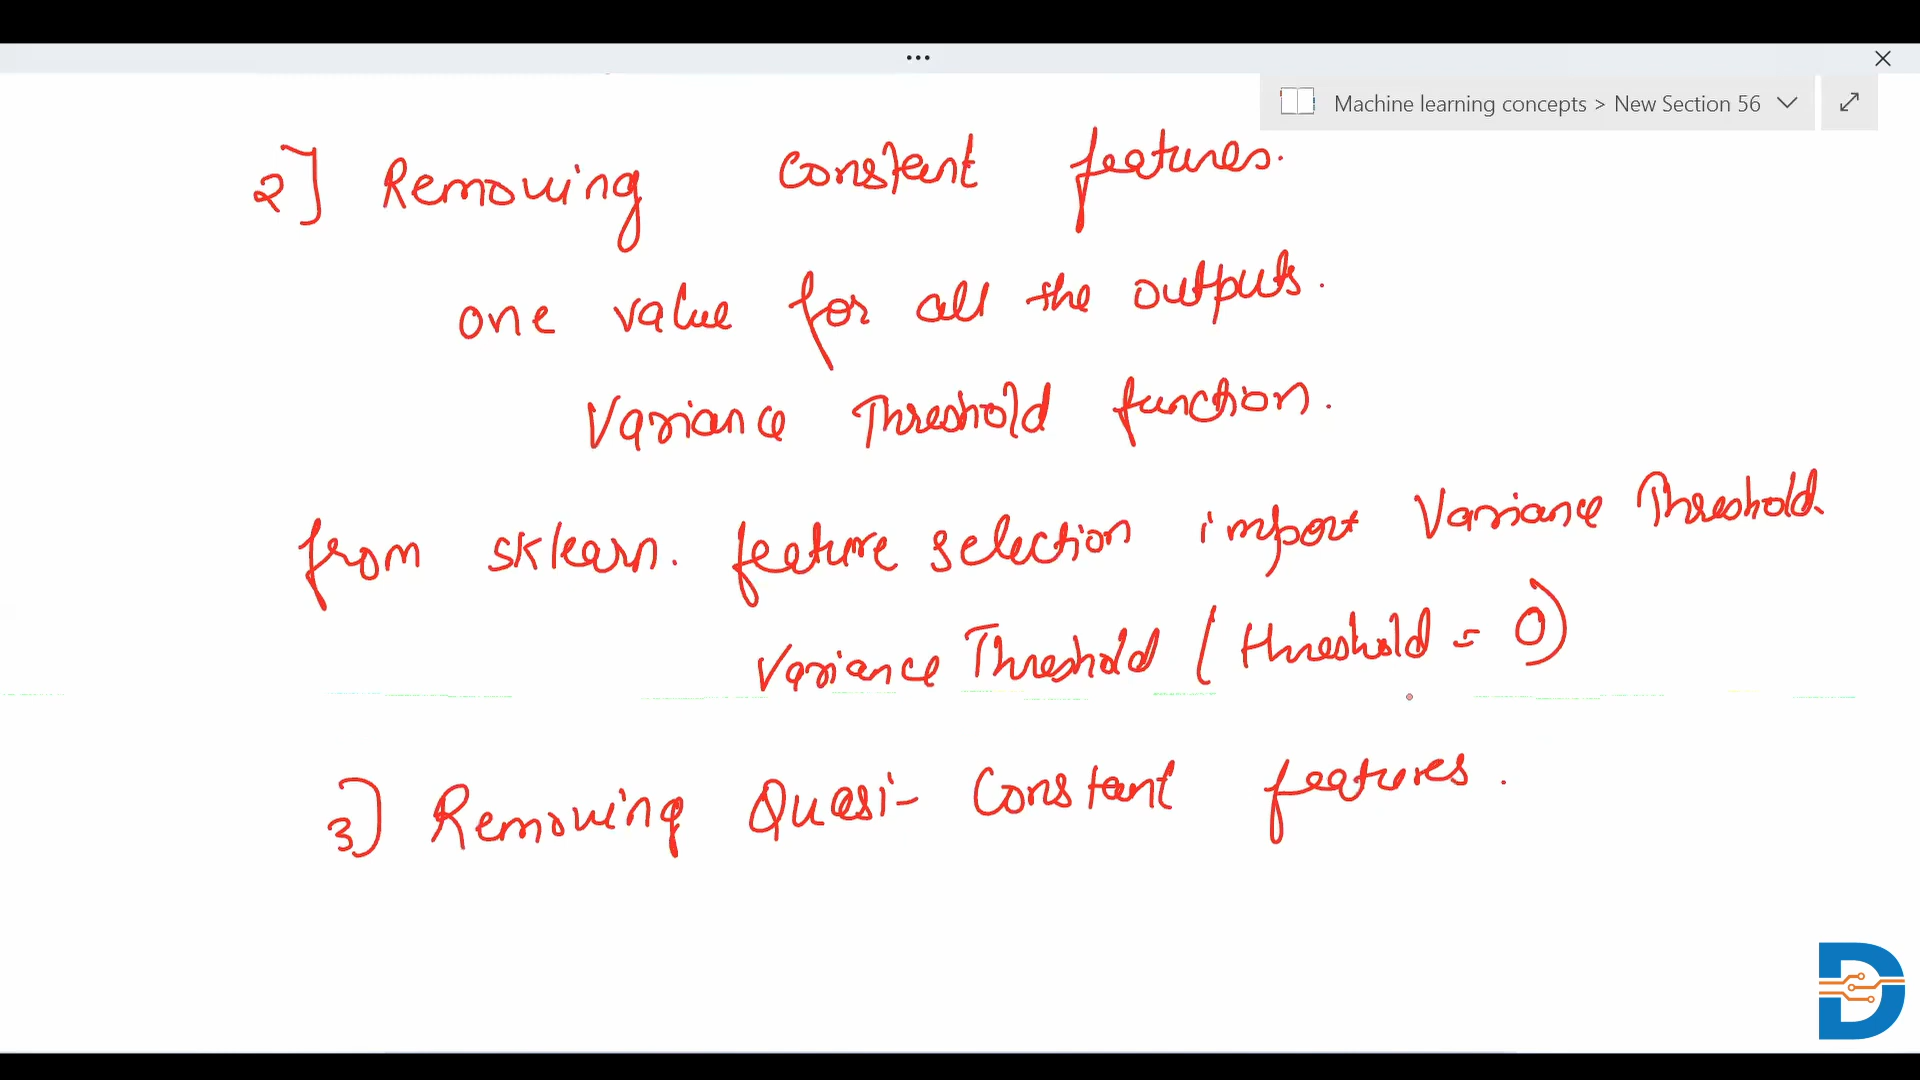 Machine learning concepts > New Section 56
2] Removing constant features.
one value for all the outputs.
Variance Threshold function.
from sklearn. feature selection import Variance Threshold.
Variance Threshold (threshold = 0)
3) Removing Quasi-Constant features.